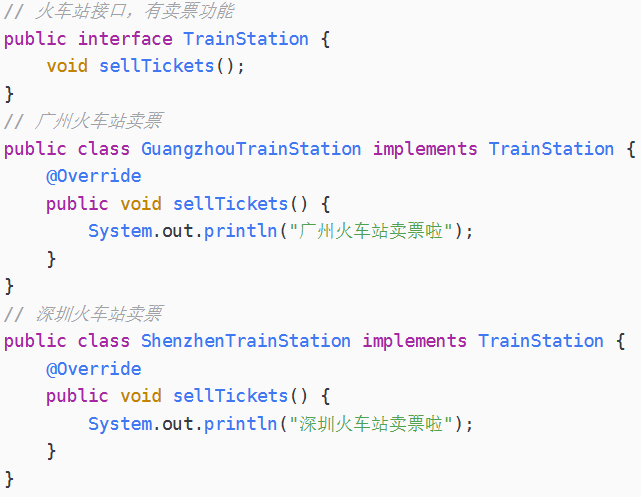 // 火车站接口，有卖票功能
public interface TrainStation {
    void sellTickets();
}
// 广州火车站卖票
public class GuangzhouTrainStation implements TrainStation {
    @Override
    public void sellTickets() {
        System.out.println("广州火车站卖票啦");
    }
}
// 深圳火车站卖票
public class ShenzhenTrainStation implements TrainStation {
    @Override
    public void sellTickets() {
        System.out.println("深圳火车站卖票啦");
    }
}